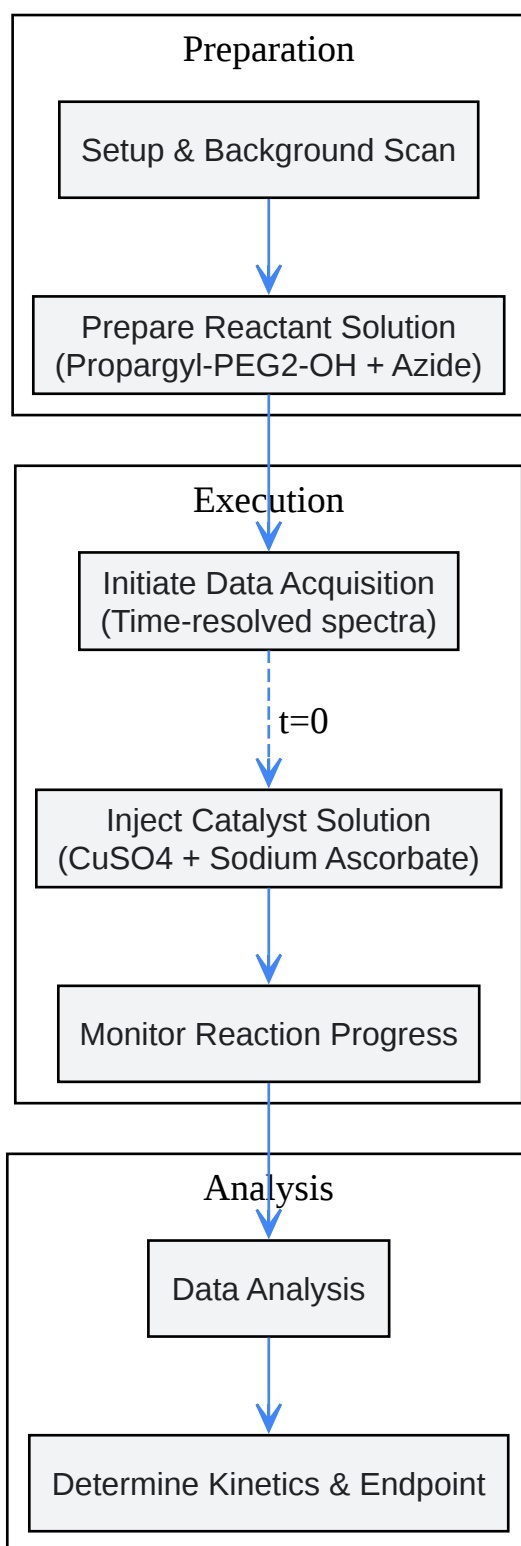 Preparation
Setup & Background Scan
Prepare Reactant Solution
(Propargyl-PEG2-OH + Azide)
Execution
Initiate Data Acquisition
(Time-resolved spectra)
t=0
Inject Catalyst Solution
(CuSO4 + Sodium Ascorbate)
Monitor Reaction Progress
Analysis
Data Analysis
Determine Kinetics & Endpoint